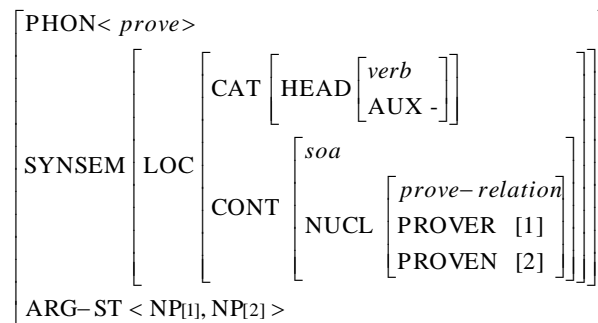 PHON< prove>
verb
CAT HEAD
AUX -
soa
SYNSEM LOC
prove– relation
CONT
NUCL PROVER [1]
PROVEN [2]
ARG–ST < NP[1], NP[2] >